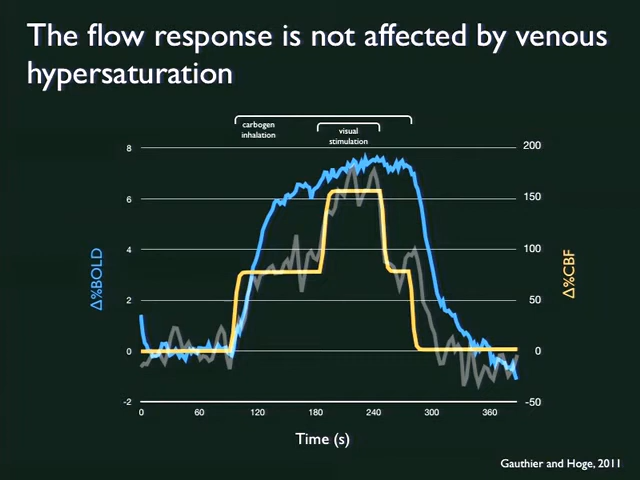 The flow response is not affected by venous
hypersaturation
carbogen
inhalation
visual
stimulation
8
6
4
2
0
-2
200
150
100
50
0
-50
Δ%BOLD
Δ%CBF
0 60 120 180 240 300 360
Time (s)
Gauthier and Hoge, 2011